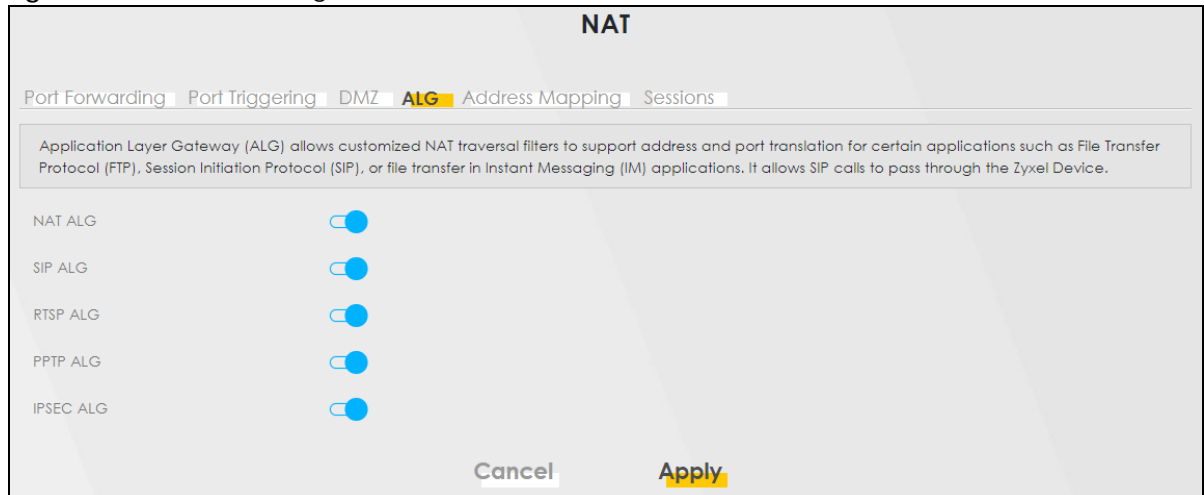 NAT
Port Forwarding Port Triggering DMZ ALG Address Mapping Sessions
Application Layer Gateway (ALG) allows customized NAT traversal filters to support address and port translation for certain applications such as File Transfer
Protocol (FTP), Session Initiation Protocol (SIP), or file transfer in Instant Messaging (IM) applications. It allows SIP calls to pass through the Zyxel Device.
NAT ALG
SIP ALG
RTSP ALG
PPTP ALG
IPSEC ALG
Cancel Apply